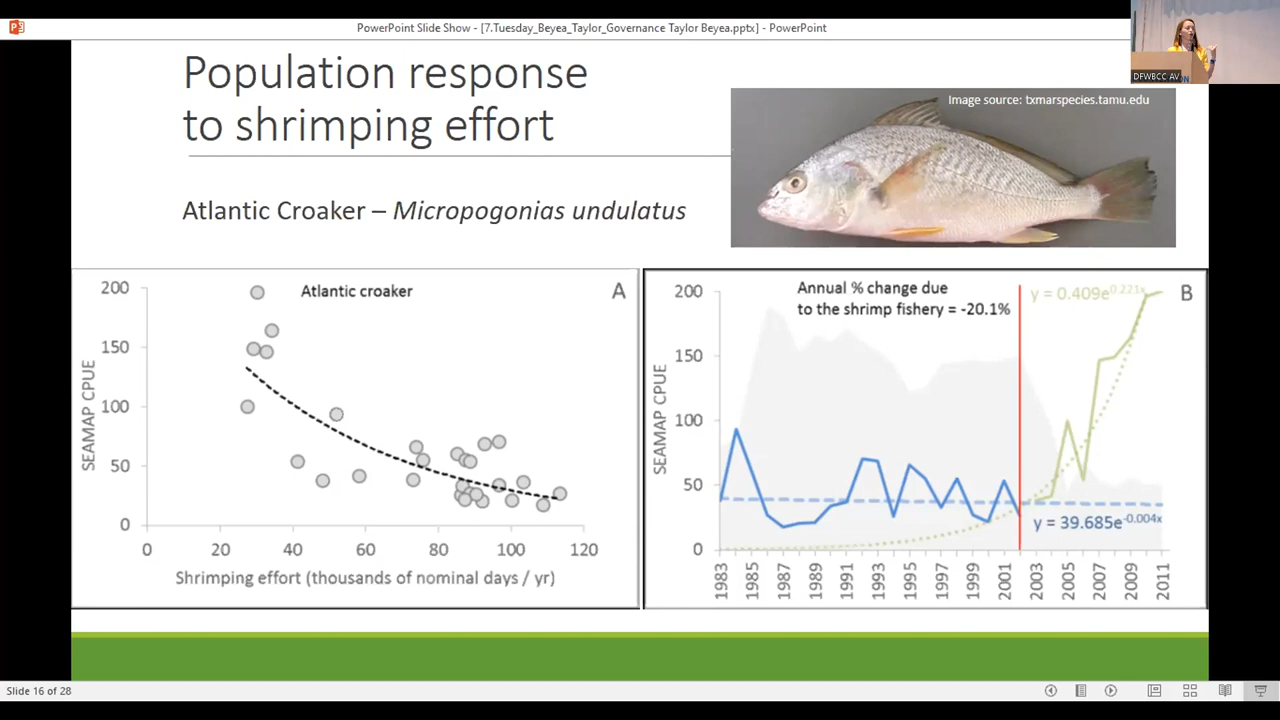 PowerPoint Slide Show - [7.Tuesday_Beyea_Taylor_Governance Taylor Beyea.pptx] - PowerPoint
DFWBCC AV
Population response
to shrimping effort
Image source: txmarspecies.tamu.edu
Atlantic Croaker – Micropogonias undulatus
Atlantic croaker
A
SEAMAP CPUE
200
150
100
50
0
0 20 40 60 80 100 120
Shrimping effort (thousands of nominal days / yr)
Annual % change due
to the shrimp fishery = -20.1%
y = 0.409e^0.221x
B
SEAMAP CPUE
200
150
100
50
0
y = 39.685e^-0.004x
1983 1985 1987 1989 1991 1993 1995 1997 1999 2001 2003 2005 2007 2009 2011
Slide 16 of 28